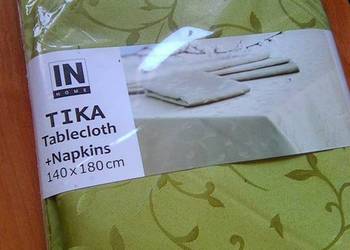 IN
HOME
TIKA
Tablecloth
+Napkins
140 x 180 cm